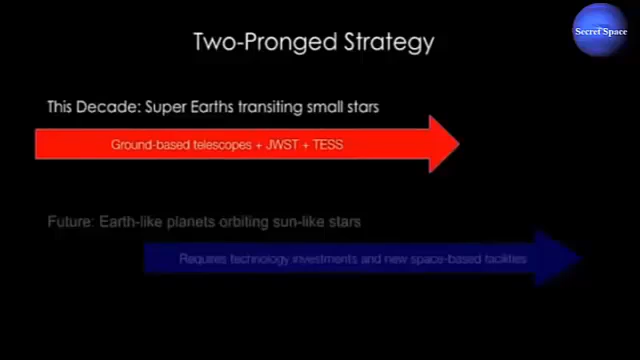 Secret Space
Two-Pronged Strategy
This Decade: Super Earths transiting small stars
Ground-based telescopes + JWST + TESS
Future: Earth-like planets orbiting sun-like stars
Requires technology investments and new space-based facilities